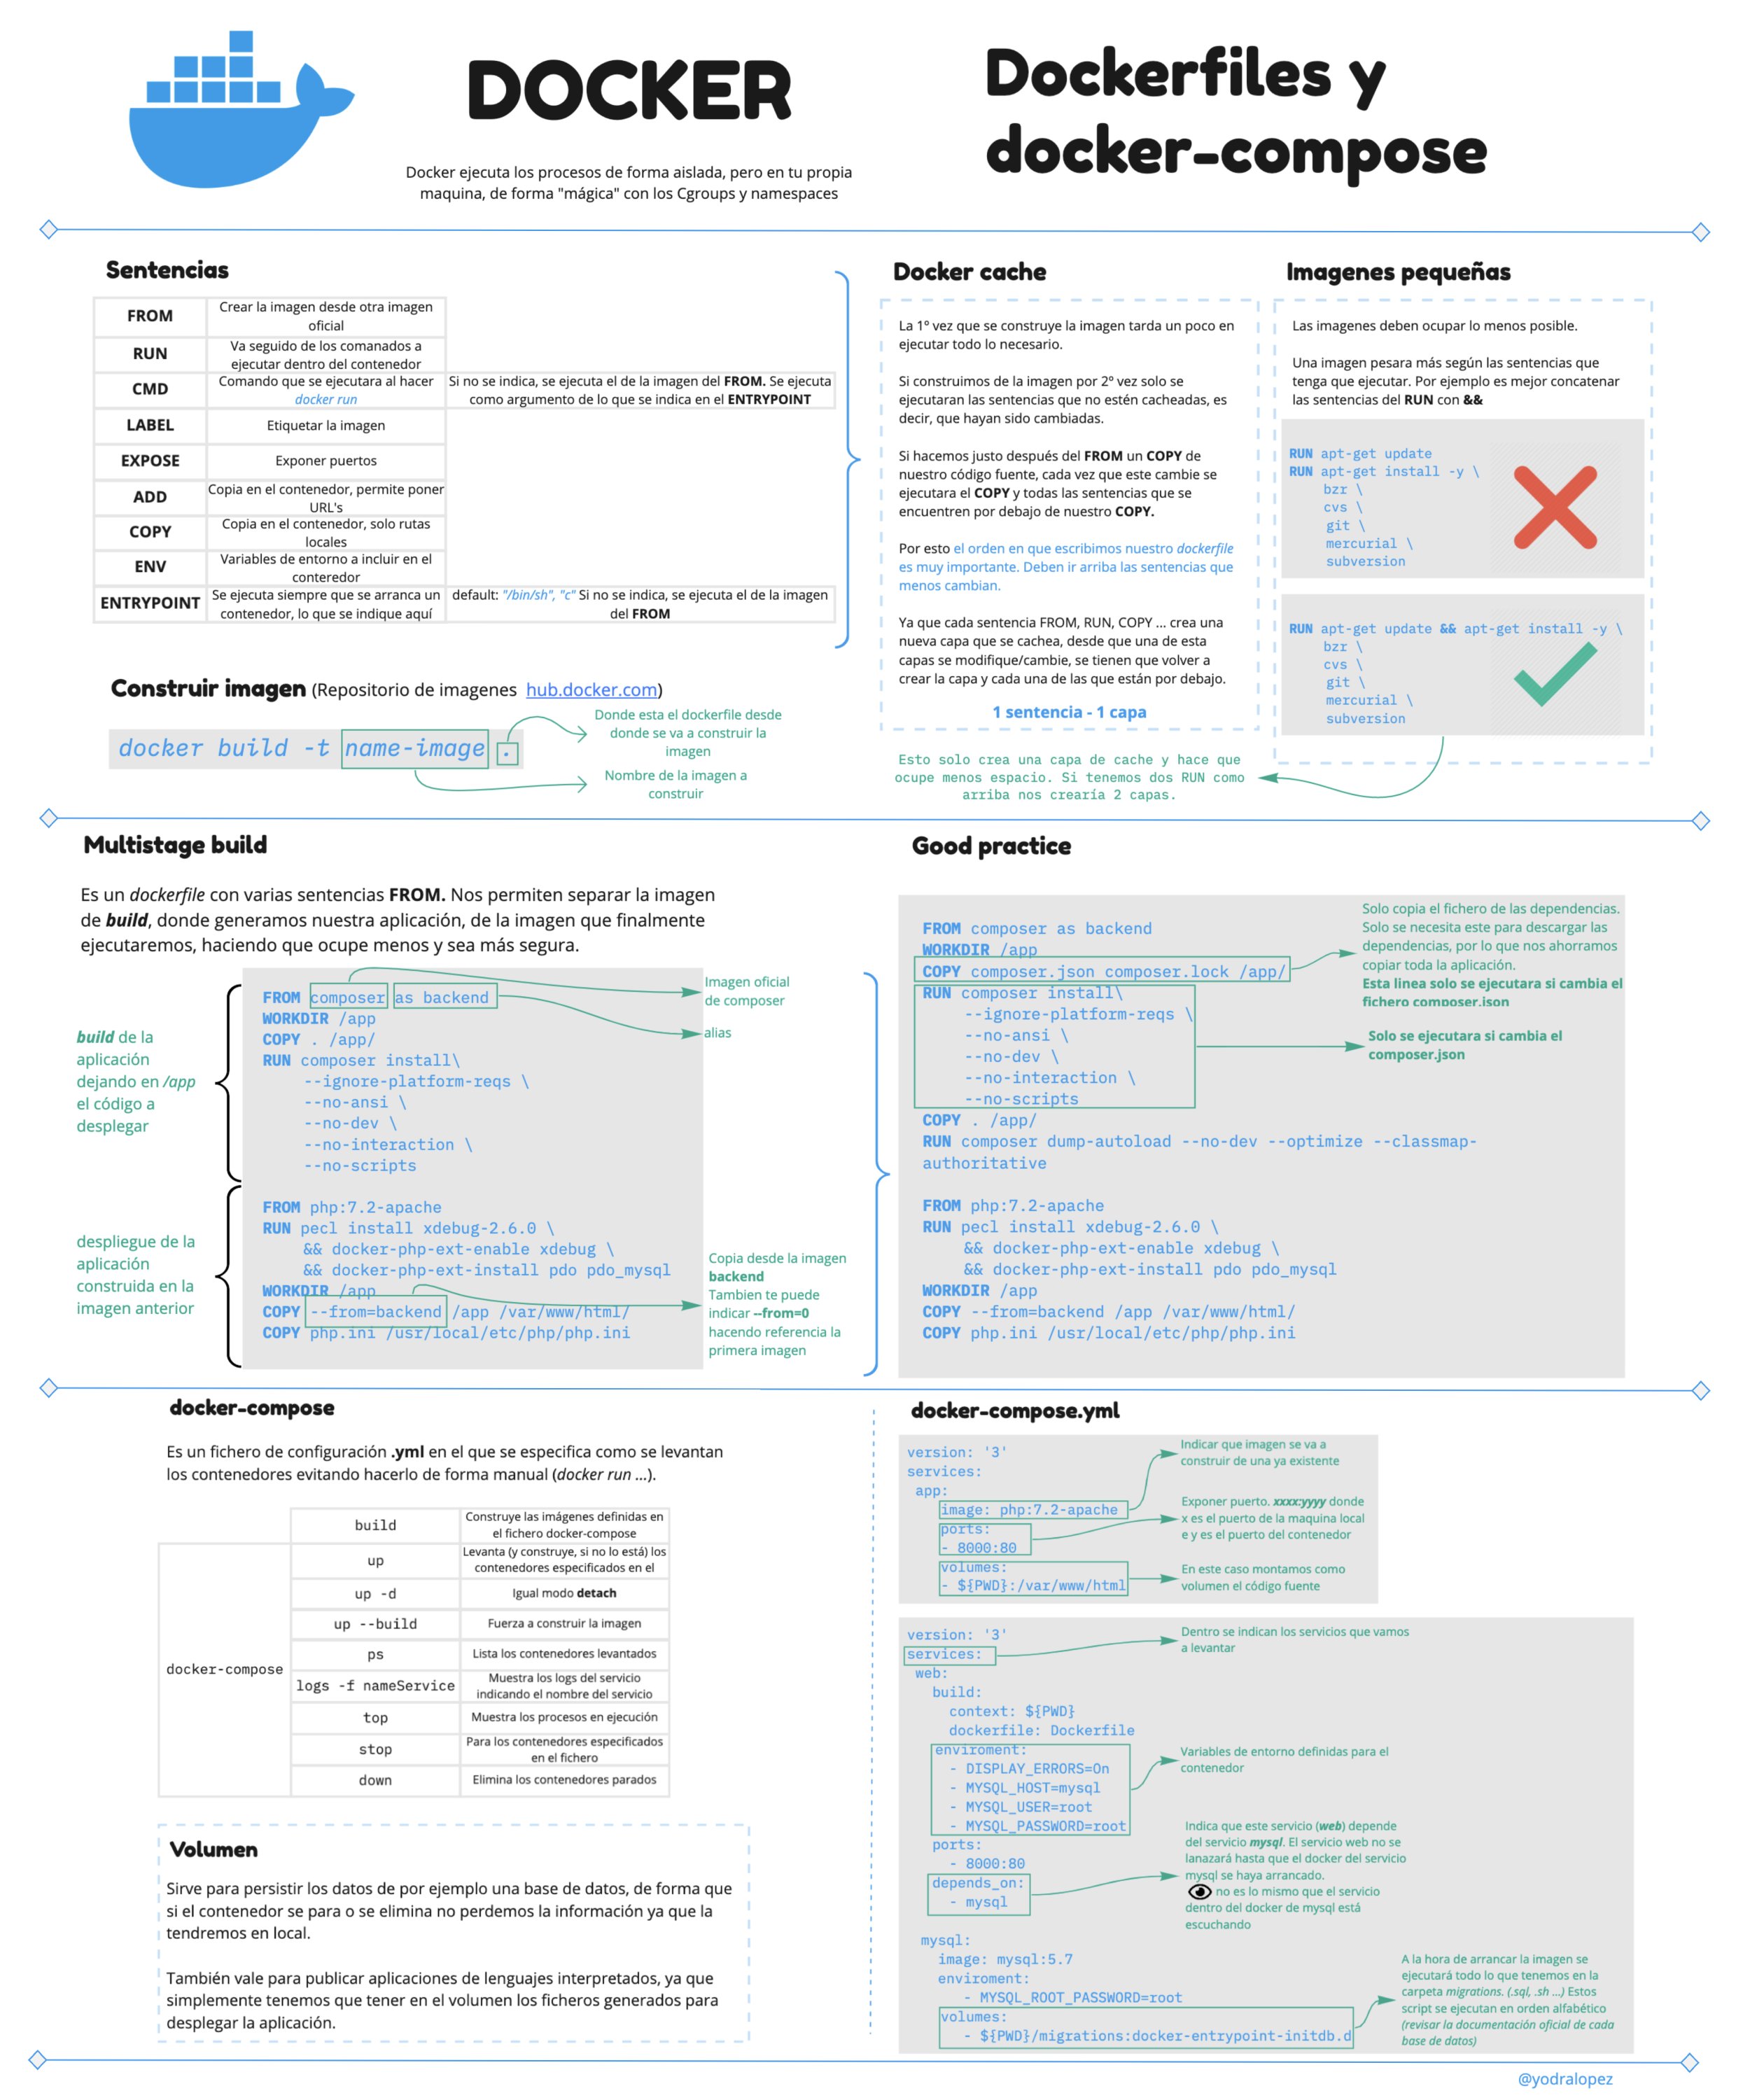 DOCKER
Docker ejecuta los procesos de forma aislada, pero en tu propia
maquina, de forma "mágica" con los Cgroups y namespaces
Dockerfiles y
docker-compose
Sentencias
FROM
Crear la imagen desde otra imagen
oficial
RUN
Va seguido de los comanados a
ejecutar dentro del contenedor
CMD
Comando que se ejecutara al hacer
docker run
Si no se indica, se ejecuta el de la imagen del FROM. Se ejecuta
como argumento de lo que se indica en el ENTRYPOINT
LABEL
Etiquetar la imagen
EXPOSE
Exponer puertos
ADD
Copia en el contenedor, permite poner
URL's
COPY
Copia en el contenedor, solo rutas
locales
ENV
Variables de entorno a incluir en el
conteredor
ENTRYPOINT
Se ejecuta siempre que se arranca un
contenedor, lo que se indique aquí
default: "/bin/sh", "c" Si no se indica, se ejecuta el de la imagen
del FROM
Construir imagen (Repositorio de imagenes hub.docker.com)
docker build -t name-image .
Donde esta el dockerfile desde
donde se va a construir la
imagen
Nombre de la imagen a
construir
Docker cache
La 1º vez que se construye la imagen tarda un poco en
ejecutar todo lo necesario.
Si construimos de la imagen por 2º vez solo se
ejecutaran las sentencias que no estén cacheadas, es
decir, que hayan sido cambiadas.
Si hacemos justo después del FROM un COPY de
nuestro código fuente, cada vez que este cambie se
ejecutara el COPY y todas las sentencias que se
encuentren por debajo de nuestro COPY.
Por esto el orden en que escribimos nuestro dockerfile
es muy importante. Deben ir arriba las sentencias que
menos cambian.
Ya que cada sentencia FROM, RUN, COPY ... crea una
nueva capa que se cachea, desde que una de esta
capas se modifique/cambie, se tienen que volver a
crear la capa y cada una de las que están por debajo.
1 sentencia - 1 capa
Imagenes pequeñas
Las imagenes deben ocupar lo menos posible.
Una imagen pesara más según las sentencias que
tenga que ejecutar. Por ejemplo es mejor concatenar
las sentencias del RUN con &&
RUN apt-get update
RUN apt-get install -y \
bzr \
cvs \
git \
mercurial \
subversion
RUN apt-get update && apt-get install -y \
bzr \
cvs \
git \
mercurial \
subversion
Esto solo crea una capa de cache y hace que
ocupe menos espacio. Si tenemos dos RUN como
arriba nos crearía 2 capas.
Multistage build
Es un dockerfile con varias sentencias FROM. Nos permiten separar la imagen
de build, donde generamos nuestra aplicación, de la imagen que finalmente
ejecutaremos, haciendo que ocupe menos y sea más segura.
build de la
aplicación
dejando en /app
el código a
desplegar
FROM composer as backend
WORKDIR /app
COPY . /app/
RUN composer install\
--ignore-platform-reqs \
--no-ansi \
--no-dev \
--no-interaction \
--no-scripts
Imagen oficial
de composer
alias
despliegue de la
aplicación
construida en la
imagen anterior
FROM php:7.2-apache
RUN pecl install xdebug-2.6.0 \
&& docker-php-ext-enable xdebug \
&& docker-php-ext-install pdo pdo_mysql
WORKDIR /app
COPY --from=backend /app /var/www/html/
COPY php.ini /usr/local/etc/php/php.ini
Copia desde la imagen
backend
Tambien te puede
indicar --from=0
hacendo referencia la
primera imagen
Good practice
FROM composer as backend
WORKDIR /app
COPY composer.json composer.lock /app/
RUN composer install\
--ignore-platform-reqs \
--no-ansi \
--no-dev \
--no-interaction \
--no-scripts
COPY . /app/
RUN composer dump-autoload --no-dev --optimize --classmap-
authoritative
FROM php:7.2-apache
RUN pecl install xdebug-2.6.0 \
&& docker-php-ext-enable xdebug \
&& docker-php-ext-install pdo pdo_mysql
WORKDIR /app
COPY --from=backend /app /var/www/html/
COPY php.ini /usr/local/etc/php/php.ini
Solo copia el fichero de las dependencias.
Solo se necesita este para descargar las
dependencias, por lo que nos ahorramos
copiar toda la aplicación.
Esta linea solo se ejecutara si cambia el
fichero composer.json
Solo se ejecutara si cambia el
composer.json
docker-compose
Es un fichero de configuración .yml en el que se especifica como se levantan
los contenedores evitando hacerlo de forma manual (docker run ...).
docker-compose
build
Construye las imágenes definidas en
el fichero docker-compose
up
Levanta (y construye, si no lo está) los
contenedores especificados en el
up -d
Igual modo detach
up --build
Fuerza a construir la imagen
ps
Lista los contenedores levantados
logs -f nameService
Muestra los logs del servicio
indicando el nombre del servicio
top
Muestra los procesos en ejecución
stop
Para los contenedores especificados
en el fichero
down
Elimina los contenedores parados
Volumen
Sirve para persistir los datos de por ejemplo una base de datos, de forma que
si el contenedor se para o se elimina no perdemos la información ya que la
tendremos en local.
También vale para publicar aplicaciones de lenguajes interpretados, ya que
simplemente tenemos que tener en el volumen los ficheros generados para
desplegar la aplicación.
docker-compose.yml
version: '3'
services:
app:
image: php:7.2-apache
ports:
- 8000:80
volumes:
- ${PWD}:/var/www/html
Indicar que imagen se va a
construir de una ya existente
Exponer puerto. xxxx:yyyy donde
x es el puerto de la maquina local
e y es el puerto del contenedor
En este caso montamos como
volumen el código fuente
version: '3'
services:
web:
build:
context: ${PWD}
dockerfile: Dockerfile
enviroment:
- DISPLAY_ERRORS=On
- MYSQL_HOST=mysql
- MYSQL_USER=root
- MYSQL_PASSWORD=root
ports:
- 8000:80
depends_on:
- mysql
mysql:
image: mysql:5.7
enviroment:
- MYSQL_ROOT_PASSWORD=root
volumes:
- ${PWD}/migrations:docker-entrypoint-initdb.d
Dentro se indican los servicios que vamos
a levantar
Variables de entorno definidas para el
contenedor
Indica que este servicio (web) depende
del servicio mysql. El servicio web no se
lanazará hasta que el docker del servicio
mysql se haya arrancado.
no es lo mismo que el servicio
dentro del docker de mysql está
escuchando
A la hora de arrancar la imagen se
ejecutará todo lo que tenemos en la
carpeta migrations. (.sql, .sh ...) Estos
script se ejecutan en orden alfabético
(revisar la documentación oficial de cada
base de datos)
@yodralopez